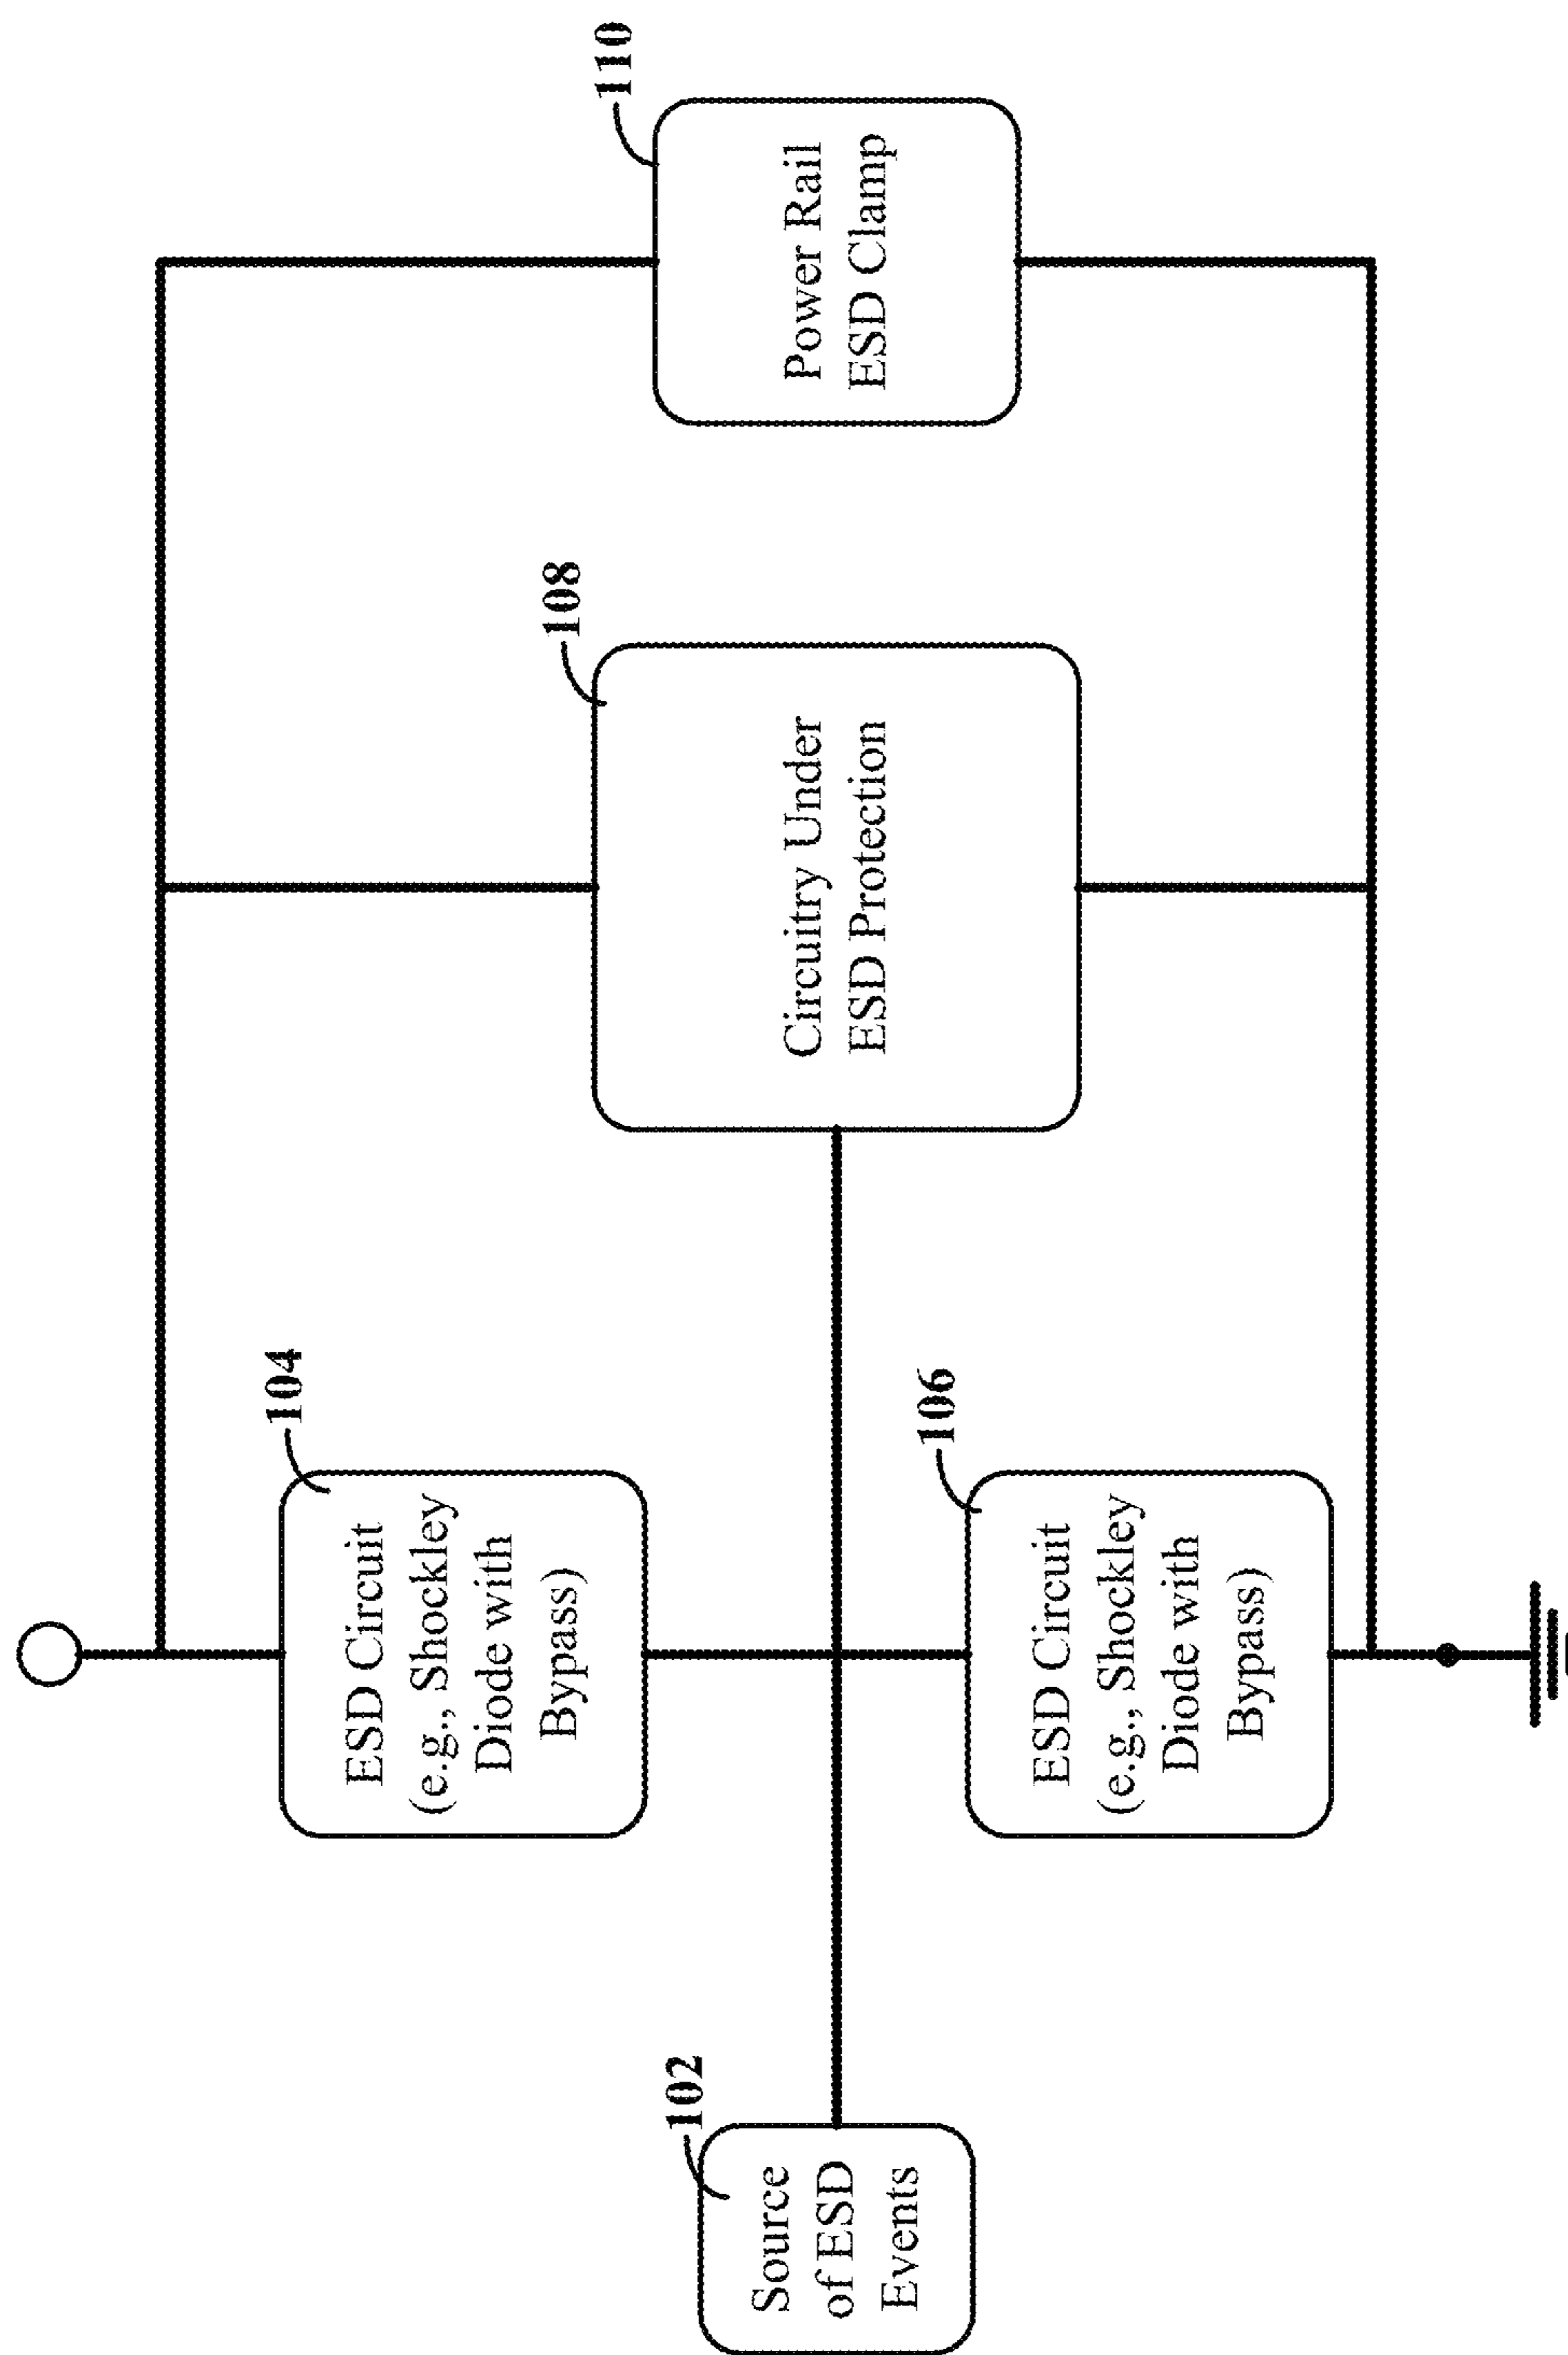 104
ESD Circuit
(e.g., Shockley
Diode with
Bypass)
102
Source
of ESD
Events
106
ESD Circuit
(e.g., Shockley
Diode with
Bypass)
108
Circuitry Under
ESD Protection
110
Power Rail
ESD Clamp